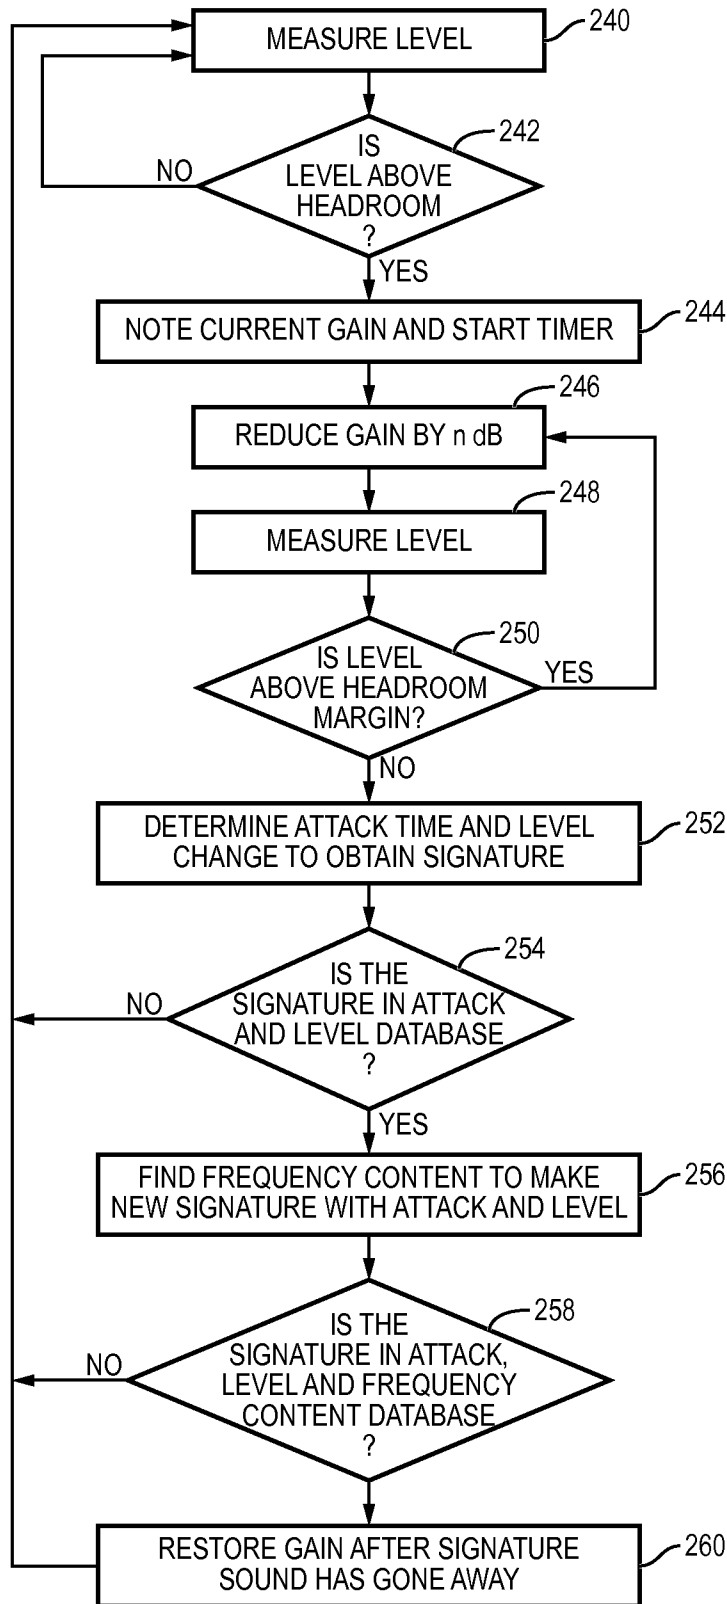 MEASURE LEVEL
240
IS
LEVEL ABOVE
HEADROOM
?
242
NO
YES
NOTE CURRENT GAIN AND START TIMER
244
REDUCE GAIN BY n dB
246
MEASURE LEVEL
248
IS LEVEL
ABOVE HEADROOM
MARGIN?
250
YES
NO
DETERMINE ATTACK TIME AND LEVEL
CHANGE TO OBTAIN SIGNATURE
252
IS THE
SIGNATURE IN ATTACK
AND LEVEL DATABASE
?
254
NO
YES
FIND FREQUENCY CONTENT TO MAKE
NEW SIGNATURE WITH ATTACK AND LEVEL
256
IS THE
SIGNATURE IN ATTACK,
LEVEL AND FREQUENCY
CONTENT DATABASE
?
258
NO
RESTORE GAIN AFTER SIGNATURE
SOUND HAS GONE AWAY
260